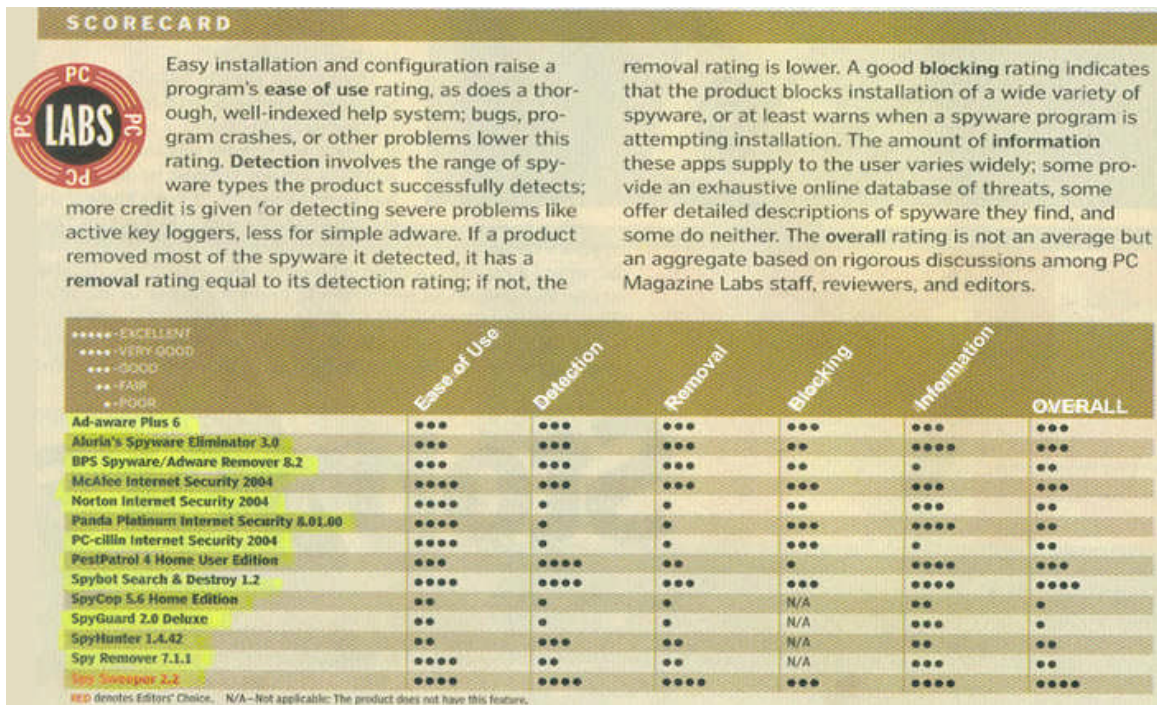 SCORECARD
PC
PC
PC
PC
LABS
Easy installation and configuration raise a
program's ease of use rating, as does a thor-
ough, well-indexed help system; bugs, pro-
gram crashes, or other problems lower this
rating. Detection involves the range of spy-
ware types the product successfully detects;
more credit is given for detecting severe problems like
active key loggers, less for simple adware. If a product
removed most of the spyware it detected, it has a
removal rating equal to its detection rating; if not, the
removal rating is lower. A good blocking rating indicates
that the product blocks installation of a wide variety of
spyware, or at least warns when a spyware program is
attempting installation. The amount of information
these apps supply to the user varies widely; some pro-
vide an exhaustive online database of threats, some
offer detailed descriptions of spyware they find, and
some do neither. The overall rating is not an average but
an aggregate based on rigorous discussions among PC
Magazine Labs staff, reviewers, and editors.
●●●●●-EXCELLENT
●●●●-VERY GOOD
●●●-GOOD
●●-FAIR
●-POOR
Ease of Use Detection Removal Blocking Information OVERALL
Ad-aware Plus 6 ●●● ●●● ●●● ●●● ●●● ●●●
Aluria's Spyware Eliminator 3.0 ●●● ●●● ●●● ●● ●●●● ●●●
BPS Spyware/Adware Remover 8.2 ●●● ●●● ●●● ●● ● ●●
McAfee Internet Security 2004 ●●●● ●●● ●●● ●●● ●●● ●●●
Norton Internet Security 2004 ●●●● ● ● ●● ●●● ●●
Panda Platinum Internet Security 8.01.00 ●●●● ● ● ●●● ●●●● ●●
PC-cillin Internet Security 2004 ●●●● ● ● ●●● ● ●●
PestPatrol 4 Home User Edition ●●● ●●●● ●● ● ●●●● ●●●
Spybot Search & Destroy 1.2 ●●●● ●●●● ●●● ●●● ●●●● ●●●●
SpyCop 5.6 Home Edition ●● ● ● N/A ●● ●
SpyGuard 2.0 Deluxe ●● ● ● N/A ●●● ●
SpyHunter 1.4.42 ●● ●●● ●● N/A ●● ●●
Spy Remover 7.1.1 ●●●● ●● ●● N/A ●●● ●●
Spy Sweeper 2.2 ●●●● ●●●● ●●●● ●●● ●●●● ●●●●
RED denotes Editors' Choice. N/A—Not applicable: The product does not have this feature.